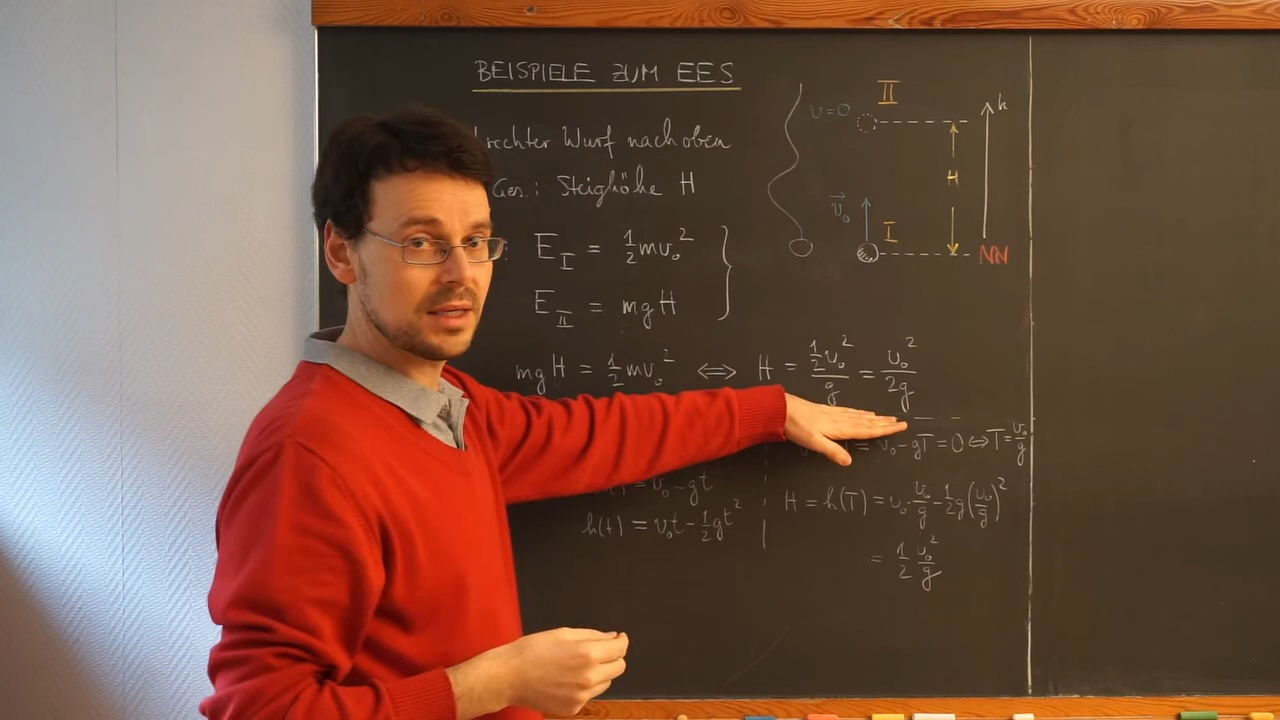 BEISPIELE ZUM EES
rechter Wurf nach oben
Ges.: Steighöhe H
E_I = ½mv₀²
E_II = mgH
mgH = ½mv₀² ⇔ H = ½v₀²/g = v₀²/2g
II
v=0
h
H
v⃗₀
I
NN
= v₀ - gT = 0 ⇔ T = v₀/g
= v₀ - gt
h(t) = v₀t - ½gt²
H = h(T) = v₀·v₀/g - ½g(v₀/g)²
= ½ v₀²/g